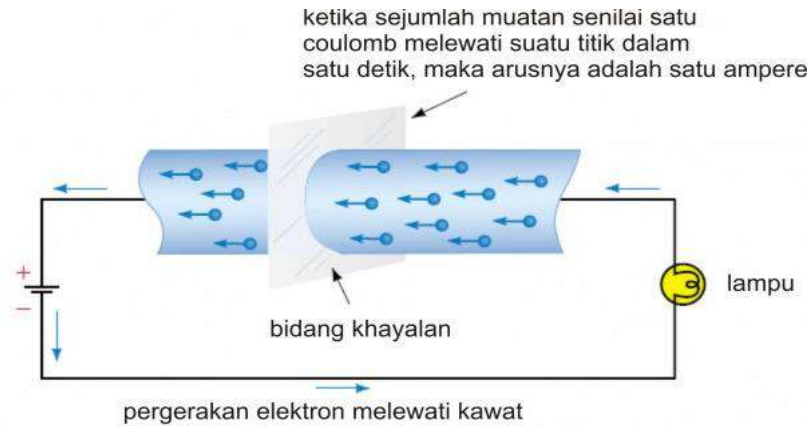 ketika sejumlah muatan senilai satu
coulomb melewati suatu titik dalam
satu detik, maka arusnya adalah satu ampere
+
−
lampu
bidang khayalan
pergerakan elektron melewati kawat